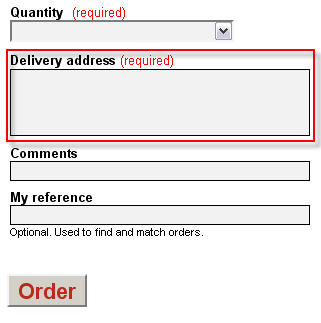 Quantity (required)
Delivery address (required)
Comments
My reference
Optional. Used to find and match orders.
Order